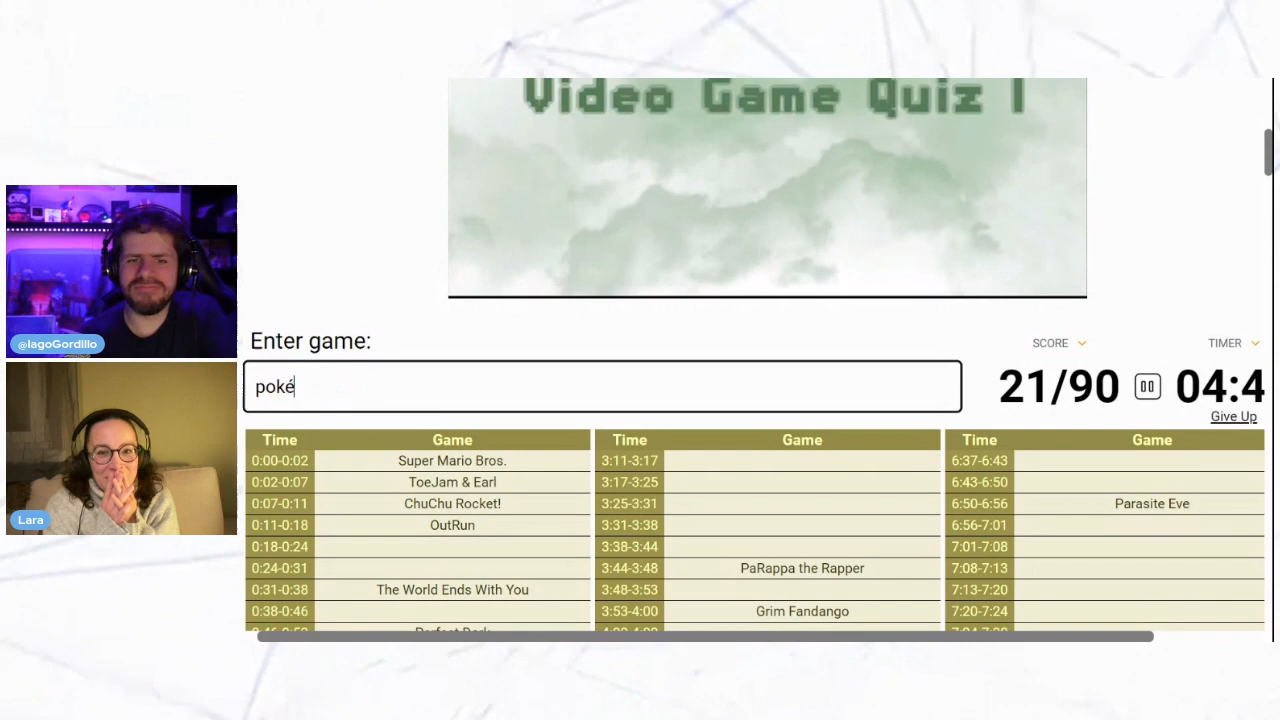 Video Game Quiz I
@IagoGordillo
Lara
Enter game:
poké
SCORE
TIMER
21/90
04:4
Give Up
Time Game Time Game Time Game
0:00-0:02 Super Mario Bros. 3:11-3:17 6:37-6:43
0:02-0:07 ToeJam & Earl 3:17-3:25 6:43-6:50
0:07-0:11 ChuChu Rocket! 3:25-3:31 6:50-6:56 Parasite Eve
0:11-0:18 OutRun 3:31-3:38 6:56-7:01
0:18-0:24 3:38-3:44 7:01-7:08
0:24-0:31 3:44-3:48 PaRappa the Rapper 7:08-7:13
0:31-0:38 The World Ends With You 3:48-3:53 7:13-7:20
0:38-0:46 3:53-4:00 Grim Fandango 7:20-7:24
Perfect Dark